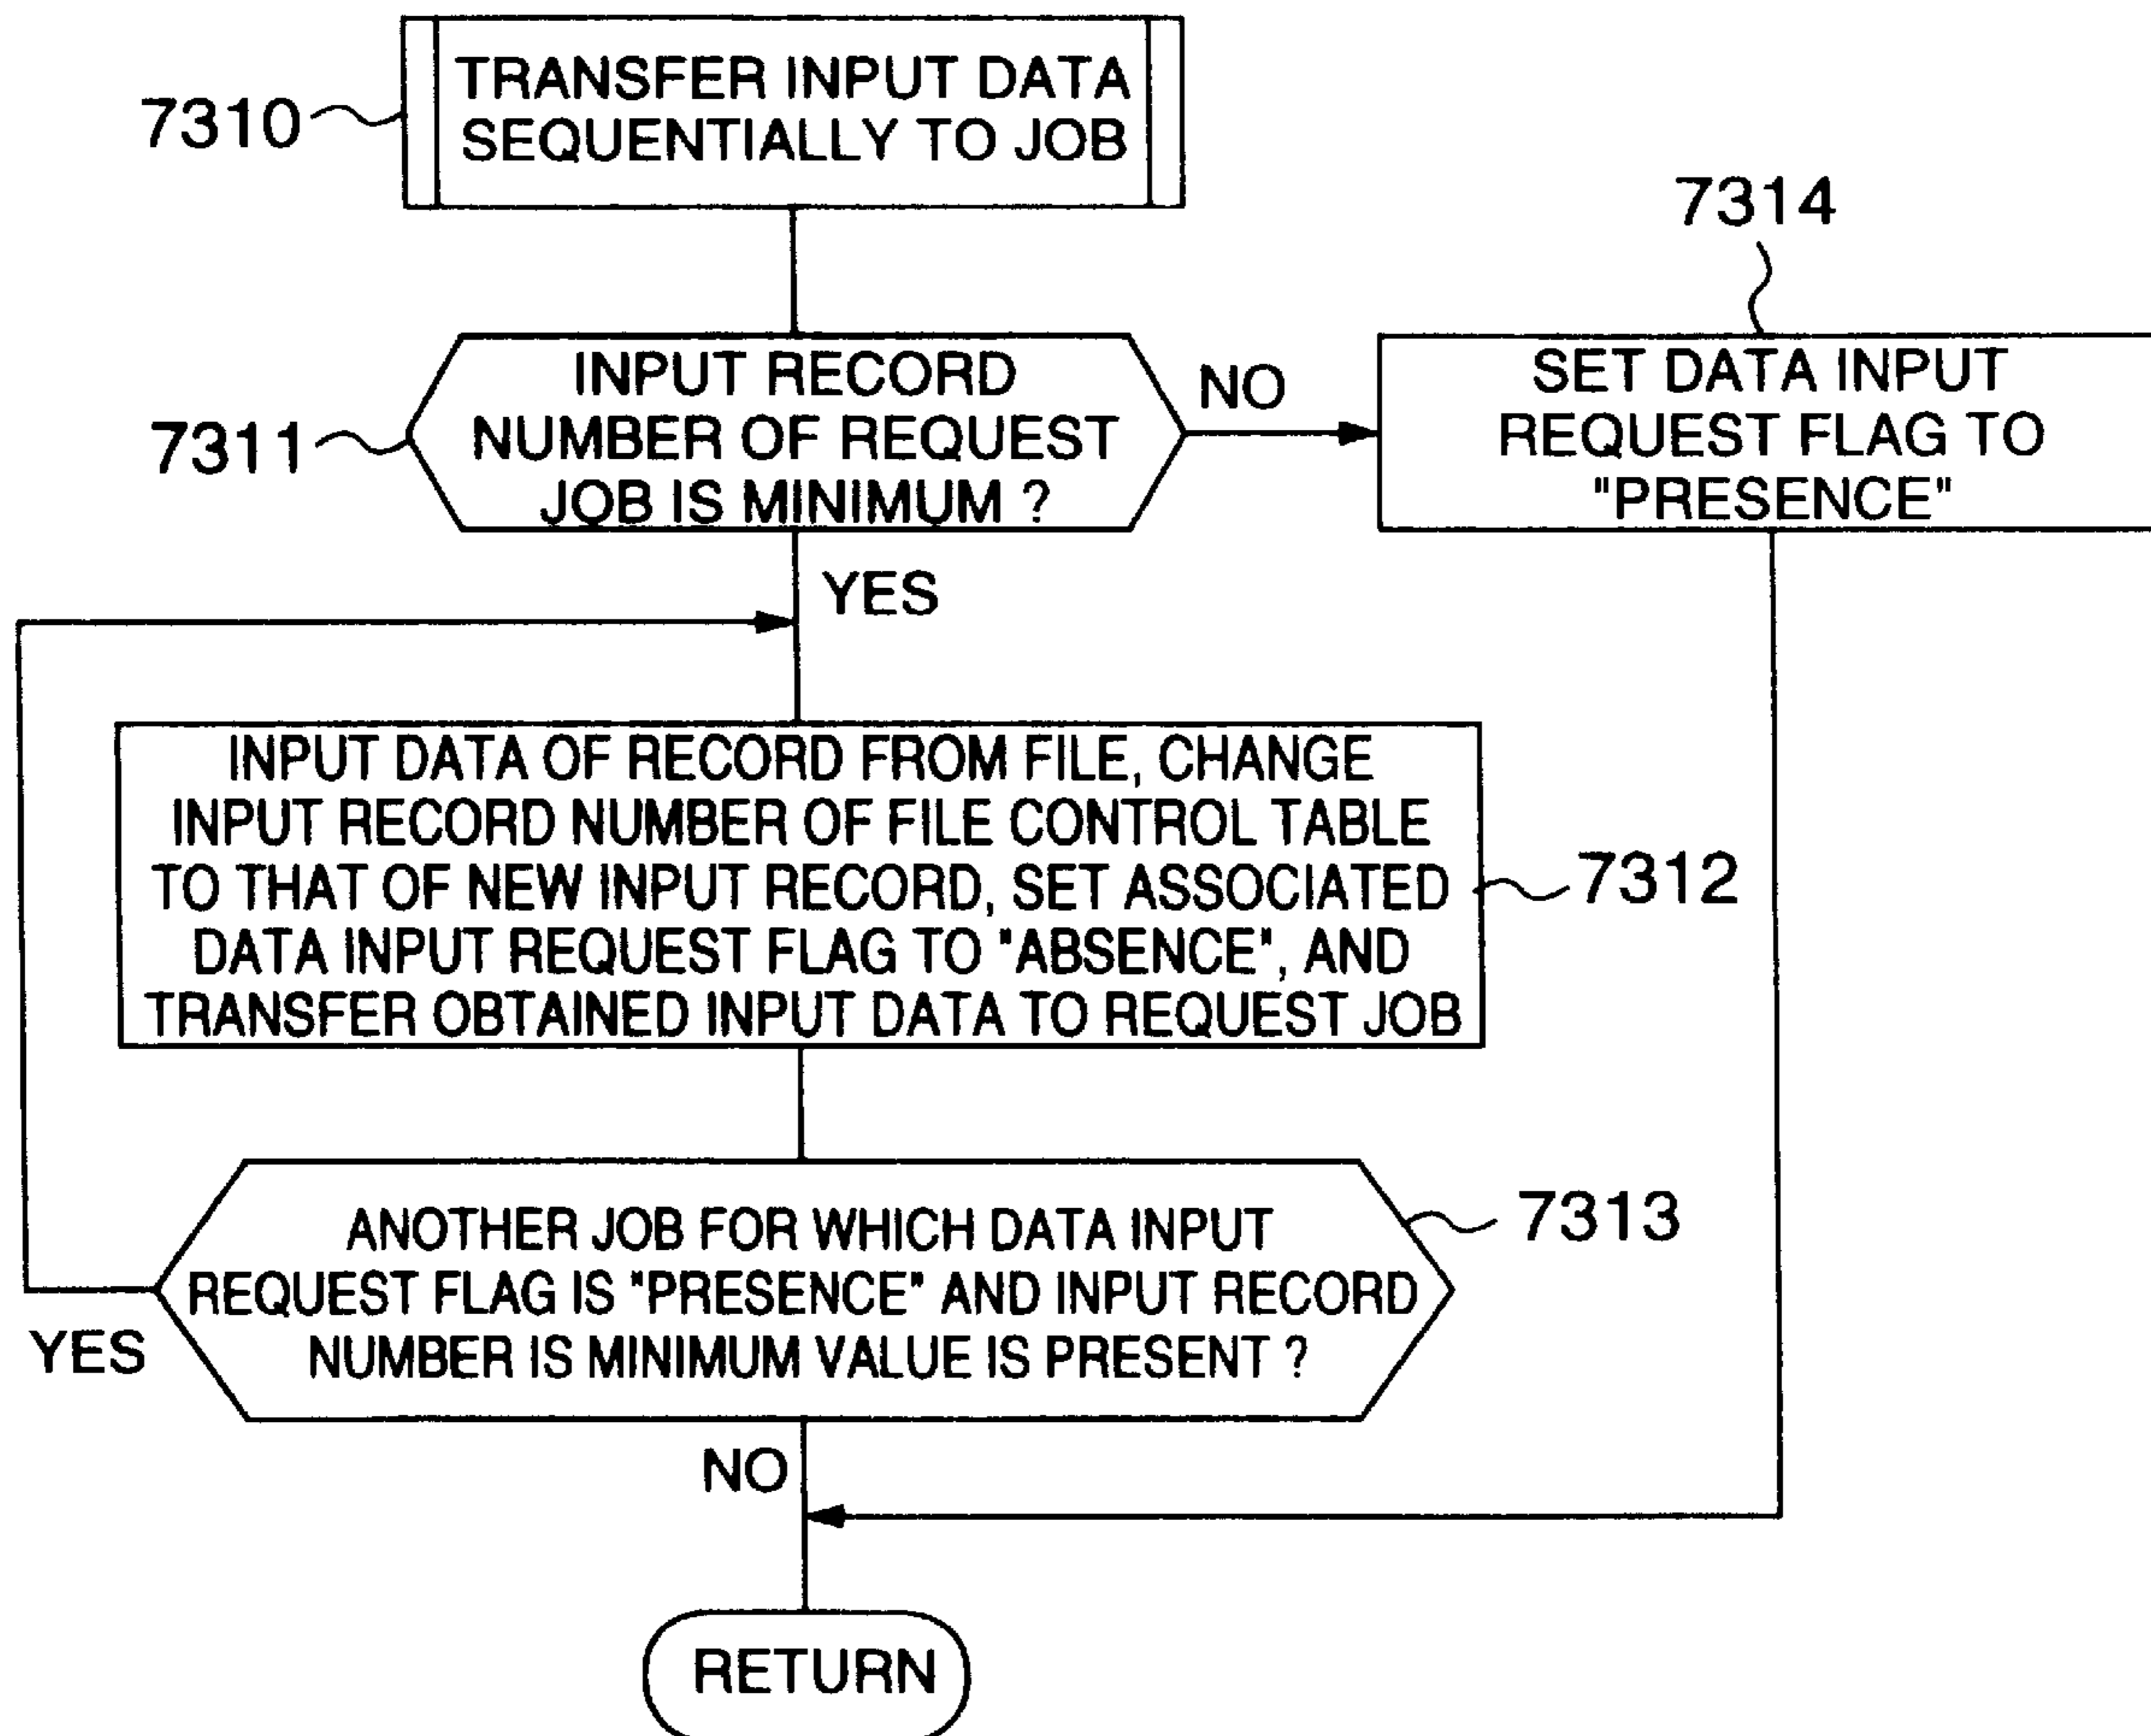 TRANSFER INPUT DATA
SEQUENTIALLY TO JOB
7310
7314
INPUT RECORD
NUMBER OF REQUEST
JOB IS MINIMUM ?
7311
NO
SET DATA INPUT
REQUEST FLAG TO
"PRESENCE"
YES
INPUT DATA OF RECORD FROM FILE, CHANGE
INPUT RECORD NUMBER OF FILE CONTROL TABLE
TO THAT OF NEW INPUT RECORD, SET ASSOCIATED
DATA INPUT REQUEST FLAG TO "ABSENCE", AND
TRANSFER OBTAINED INPUT DATA TO REQUEST JOB
7312
ANOTHER JOB FOR WHICH DATA INPUT
REQUEST FLAG IS "PRESENCE" AND INPUT RECORD
NUMBER IS MINIMUM VALUE IS PRESENT ?
7313
YES
NO
RETURN